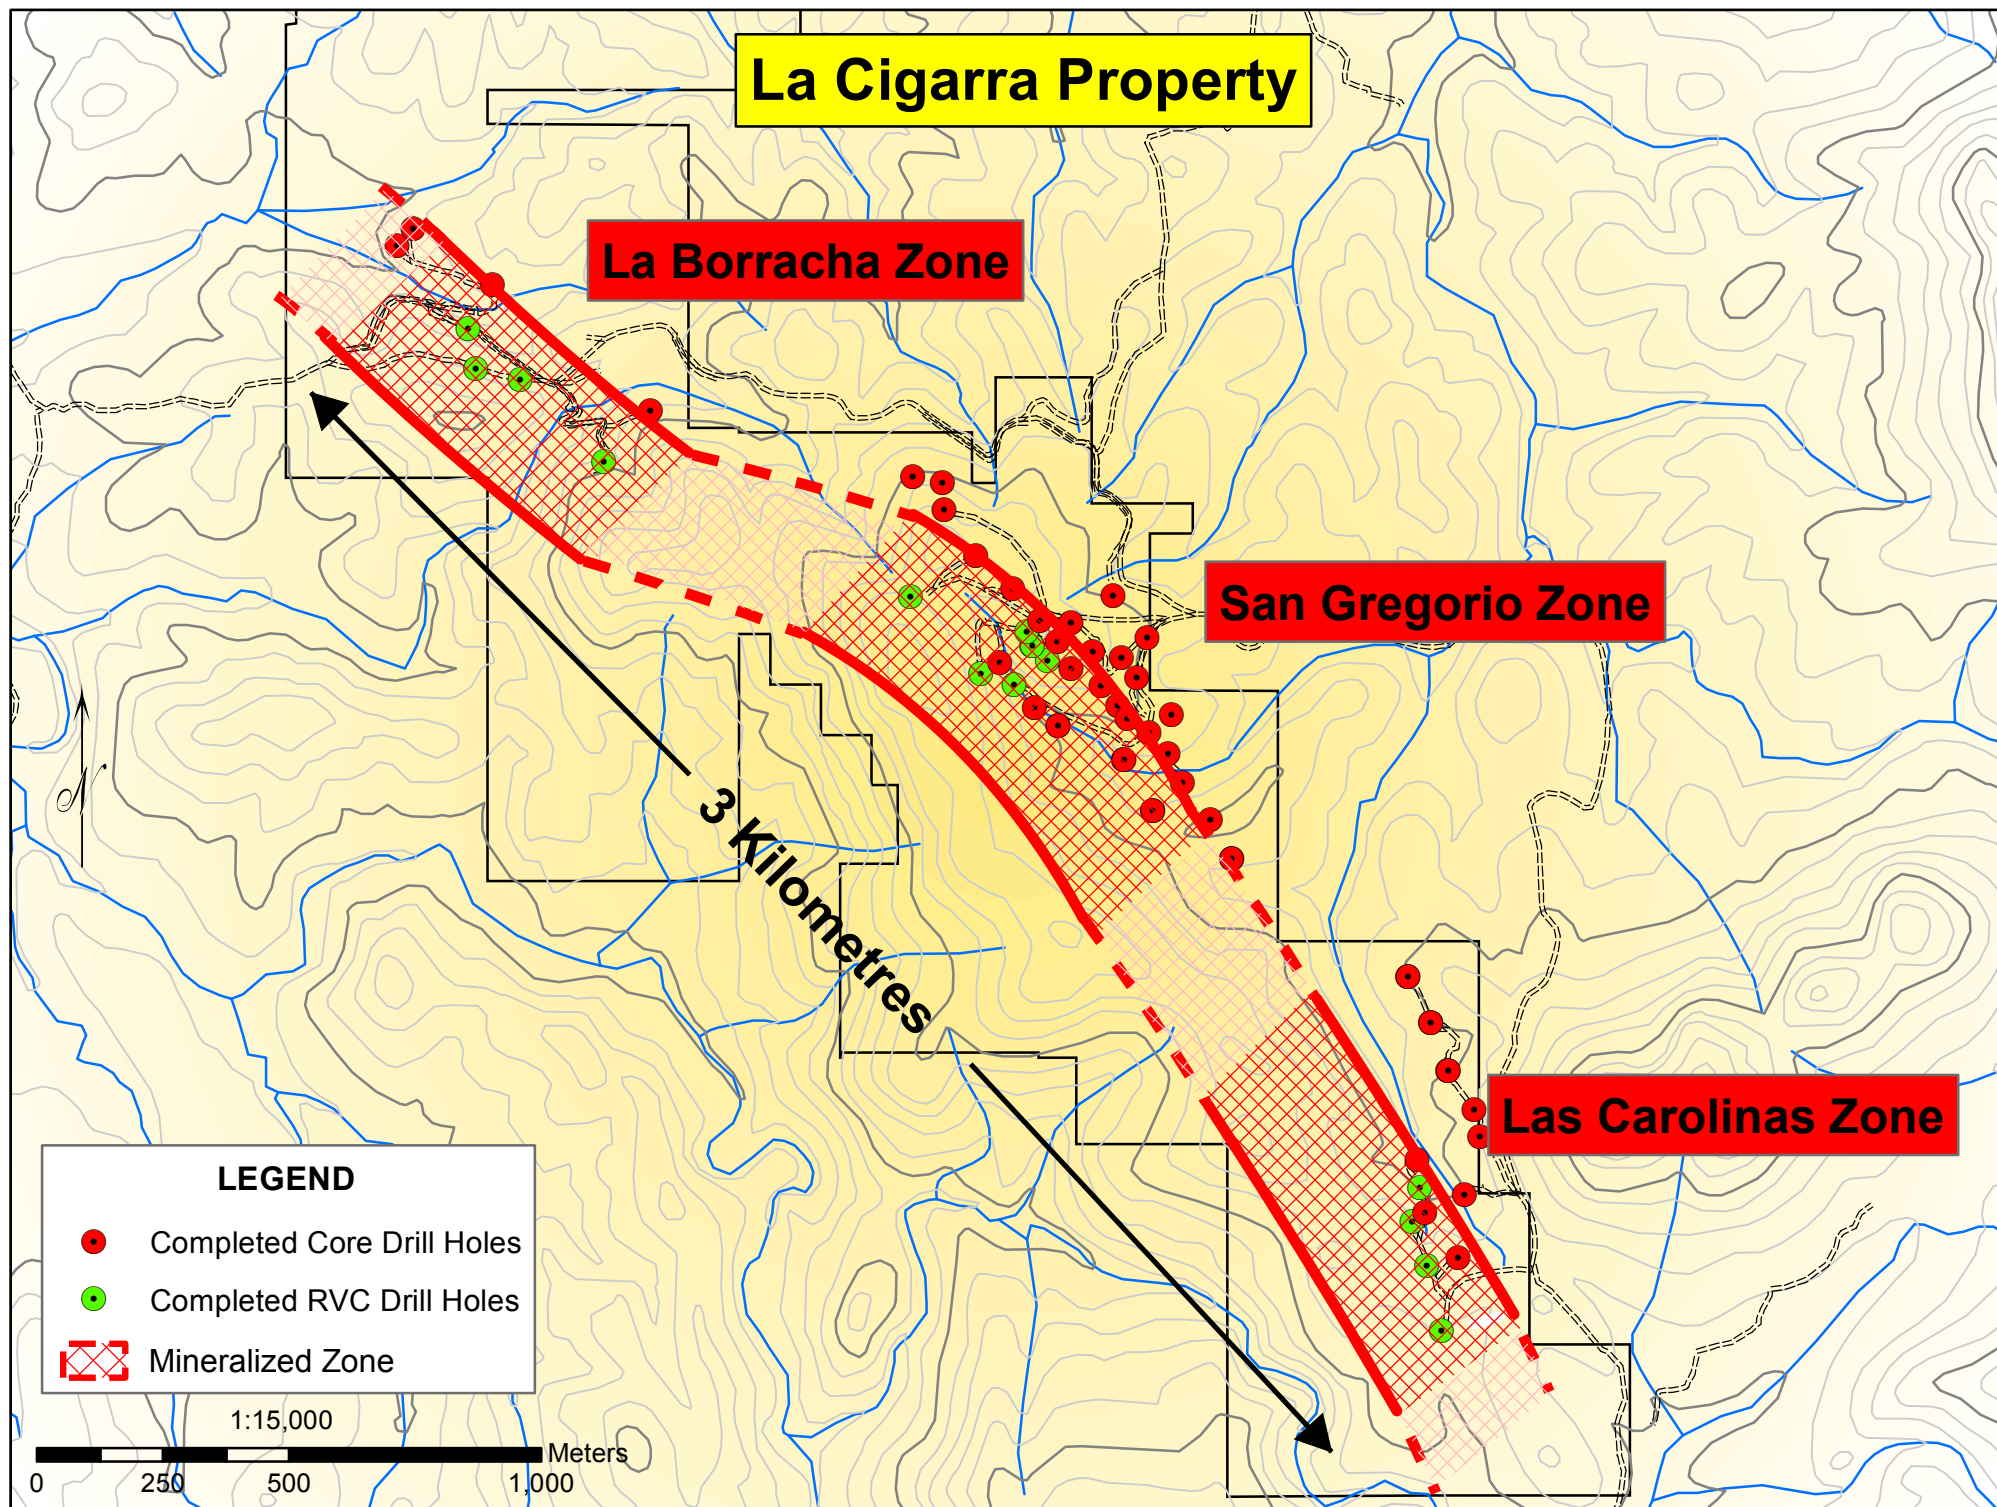 La Cigarra Property
La Borracha Zone
San Gregorio Zone
3 Kilometres
N
Las Carolinas Zone
LEGEND
Completed Core Drill Holes
Completed RVC Drill Holes
Mineralized Zone
1:15,000
Meters
0 250 500 1,000